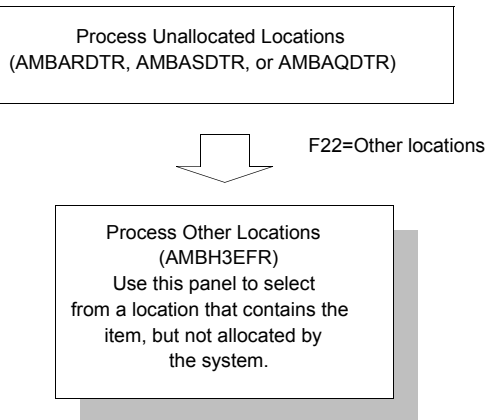 Process Unallocated Locations
(AMBARDTR, AMBASDTR, or AMBAQDTR)
F22=Other locations
Process Other Locations
(AMBH3EFR)
Use this panel to select
from a location that contains the
item, but not allocated by
the system.